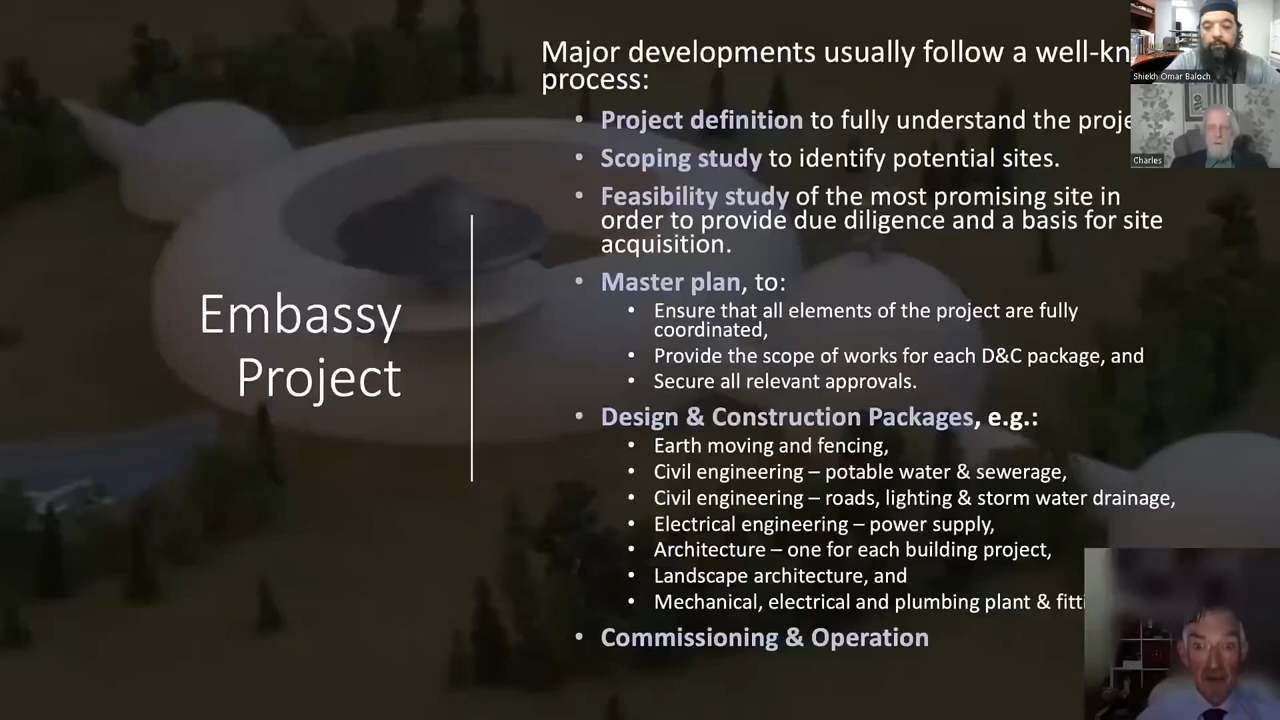 Embassy
Project
Major developments usually follow a well-kn
process:
• Project definition to fully understand the proje
• Scoping study to identify potential sites.
• Feasibility study of the most promising site in
order to provide due diligence and a basis for site
acquisition.
• Master plan, to:
• Ensure that all elements of the project are fully
coordinated,
• Provide the scope of works for each D&C package, and
• Secure all relevant approvals.
• Design & Construction Packages, e.g.:
• Earth moving and fencing,
• Civil engineering – potable water & sewerage,
• Civil engineering – roads, lighting & storm water drainage,
• Electrical engineering – power supply,
• Architecture – one for each building project,
• Landscape architecture, and
• Mechanical, electrical and plumbing plant & fitti
• Commissioning & Operation
Shiekh Omar Baloch
Charles